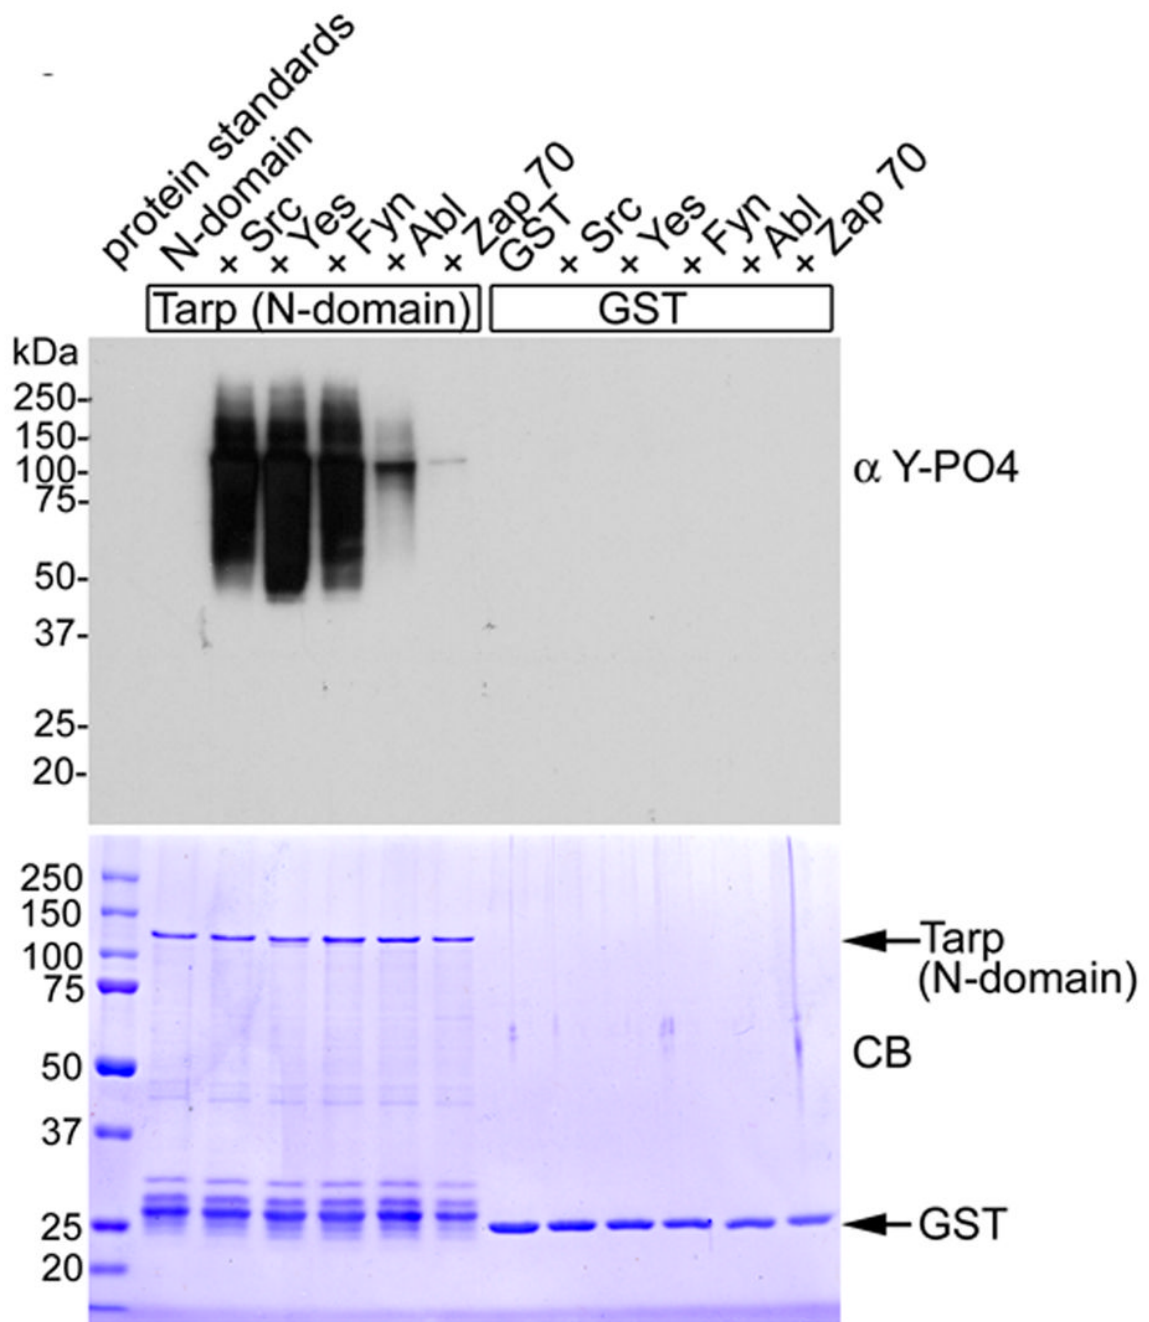 protein standards
N-domain
+ Src
+ Yes
+ Fyn
+ Abl
+ Zap 70
GST
+ Src
+ Yes
+ Fyn
+ Abl
+ Zap 70
Tarp (N-domain)
GST
kDa
250-
150-
100-
75-
50-
37-
25-
20-
α Y-PO4
250
150
100
75
50
37
25
20
Tarp
(N-domain)
CB
GST